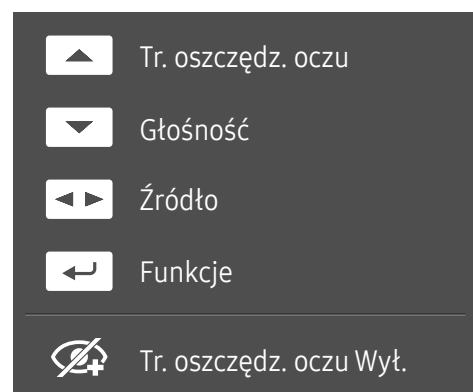 Tr. oszczędz. oczu
Głośność
Źródło
Funkcje
Tr. oszczędz. oczu Wył.